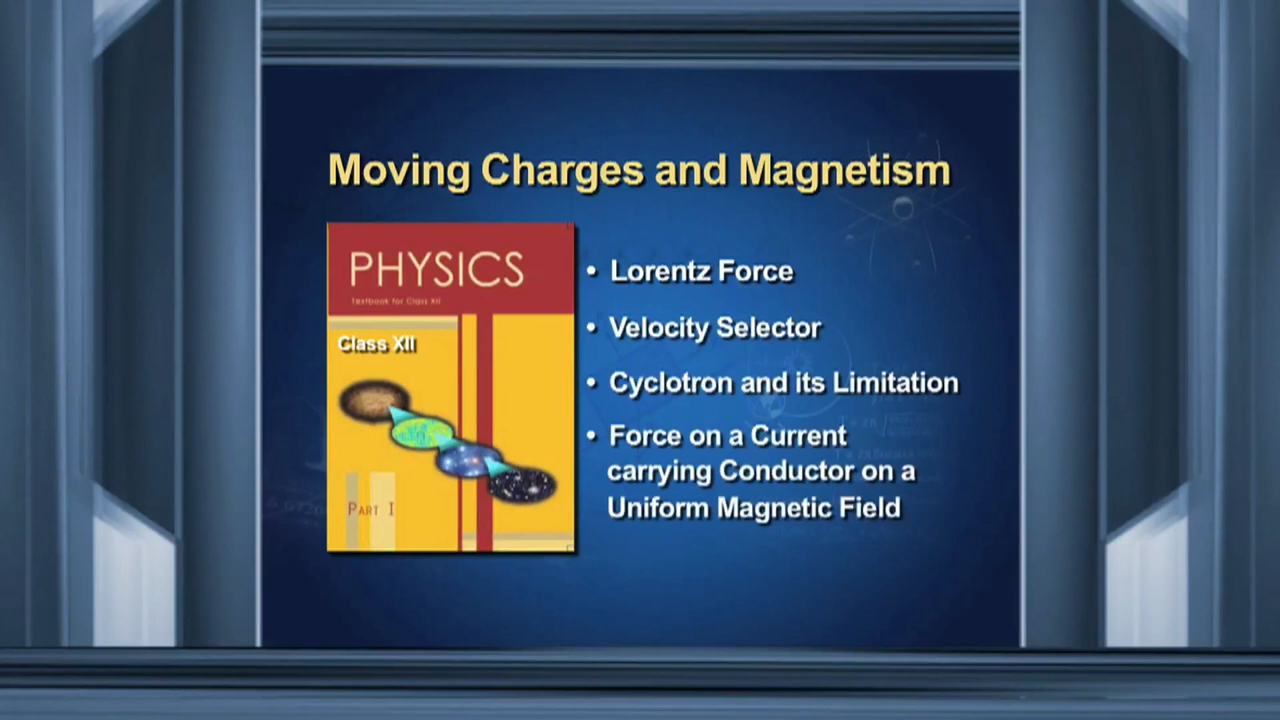 Moving Charges and Magnetism
PHYSICS
Textbook for Class XII
Class XII
PART I
• Lorentz Force
• Velocity Selector
• Cyclotron and its Limitation
• Force on a Current
carrying Conductor on a
Uniform Magnetic Field